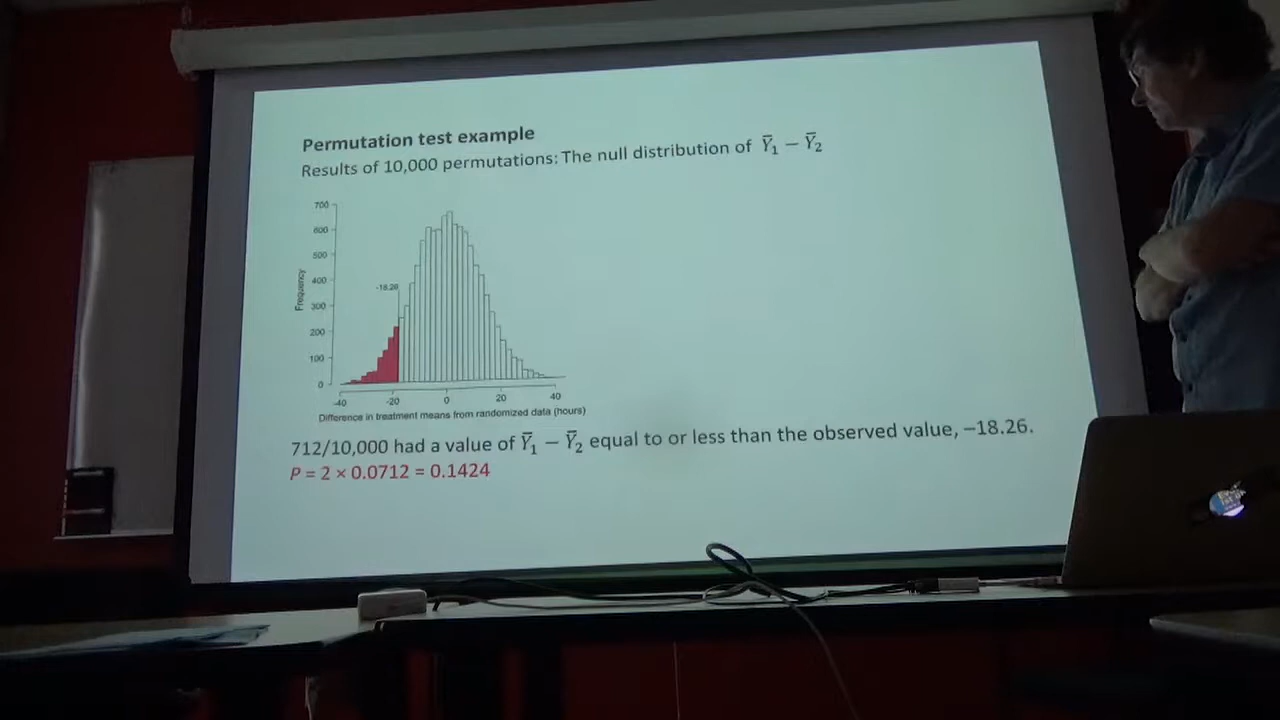 Permutation test example
Results of 10,000 permutations: The null distribution of Ȳ₁ − Ȳ₂
700
600
500
400
300
200
100
0
Frequency
-18.26
-40
-20
0
20
40
Difference in treatment means from randomized data (hours)
712/10,000 had a value of Ȳ₁ − Ȳ₂ equal to or less than the observed value, −18.26.
P = 2 × 0.0712 = 0.1424